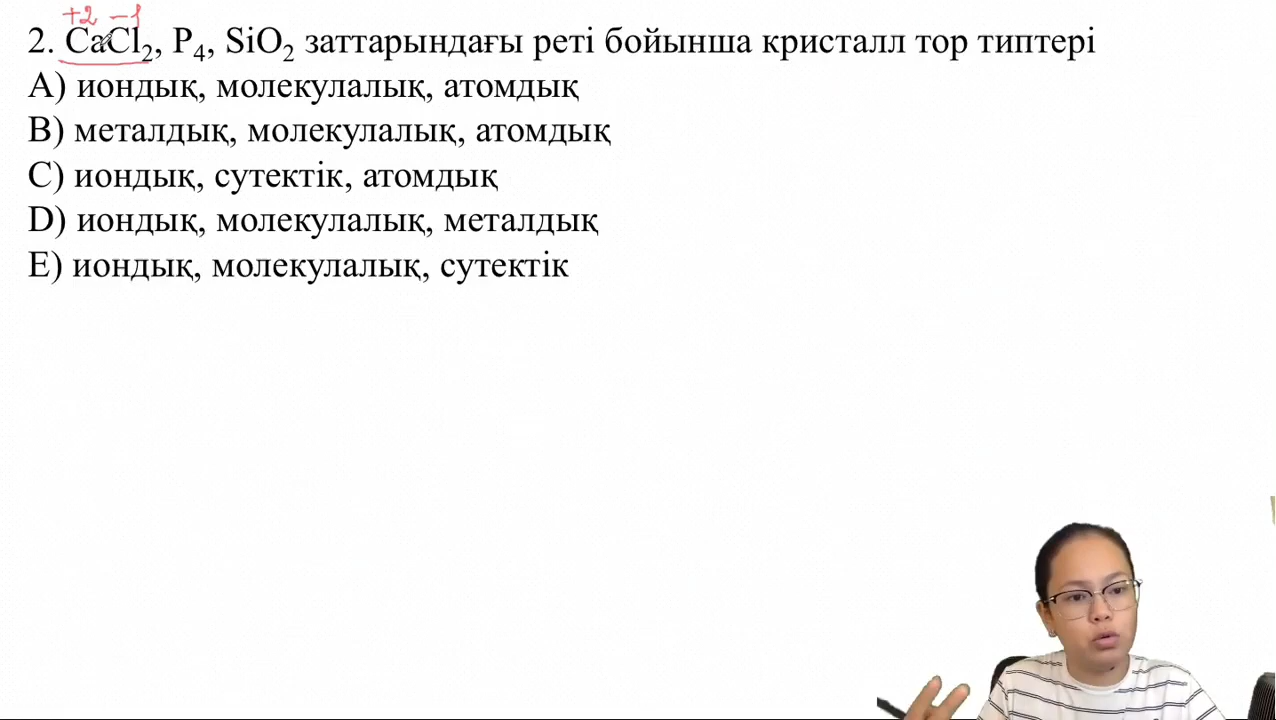 +2 -1
2. CaCl₂, P₄, SiO₂ заттарындағы реті бойынша кристалл тор типтері
A) иондық, молекулалық, атомдық
B) металдық, молекулалық, атомдық
C) иондық, сутектік, атомдық
D) иондық, молекулалық, металдық
E) иондық, молекулалық, сутектік